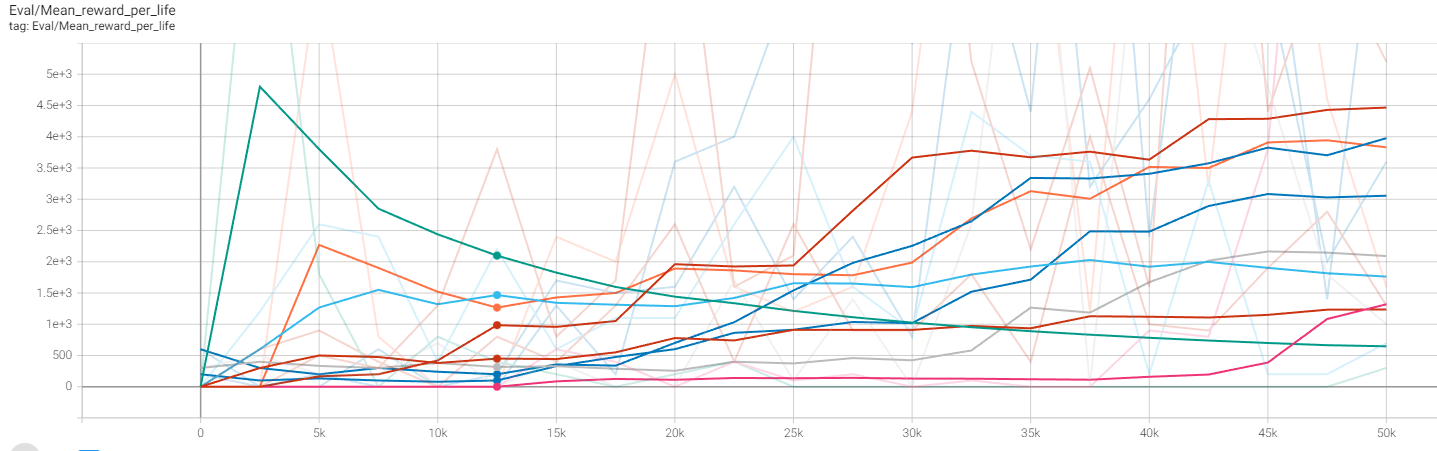 Eval/Mean_reward_per_life
tag: Eval/Mean_reward_per_life
5e+3
4.5e+3
4e+3
3.5e+3
3e+3
2.5e+3
2e+3
1.5e+3
1e+3
500
0
0 5k 10k 15k 20k 25k 30k 35k 40k 45k 50k